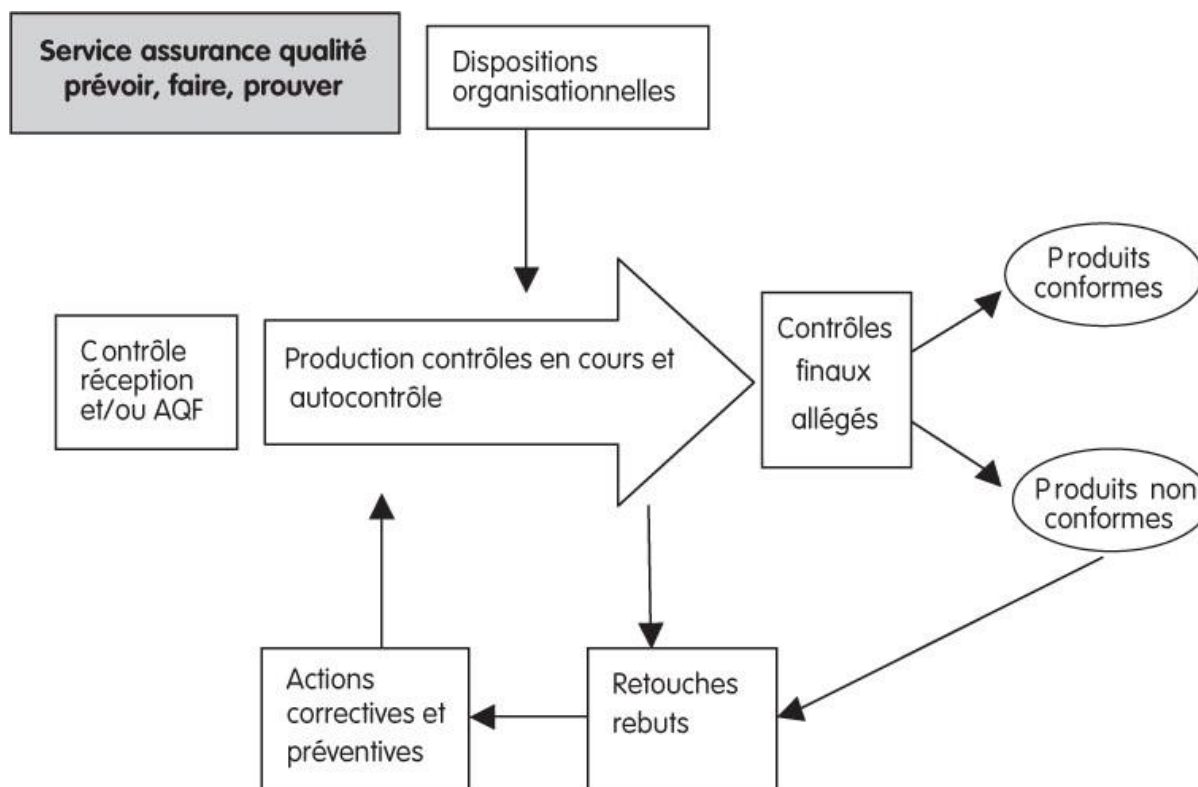 Service assurance qualité
prévoir, faire, prouver
Dispositions
organisationnelles
Contrôle
réception
et/ou AQF
Production contrôles en cours et
autocontrôle
Contrôles
finaux
allégés
Produits
conformes
Produits non
conformes
Retouches
rebuts
Actions
correctives et
préventives